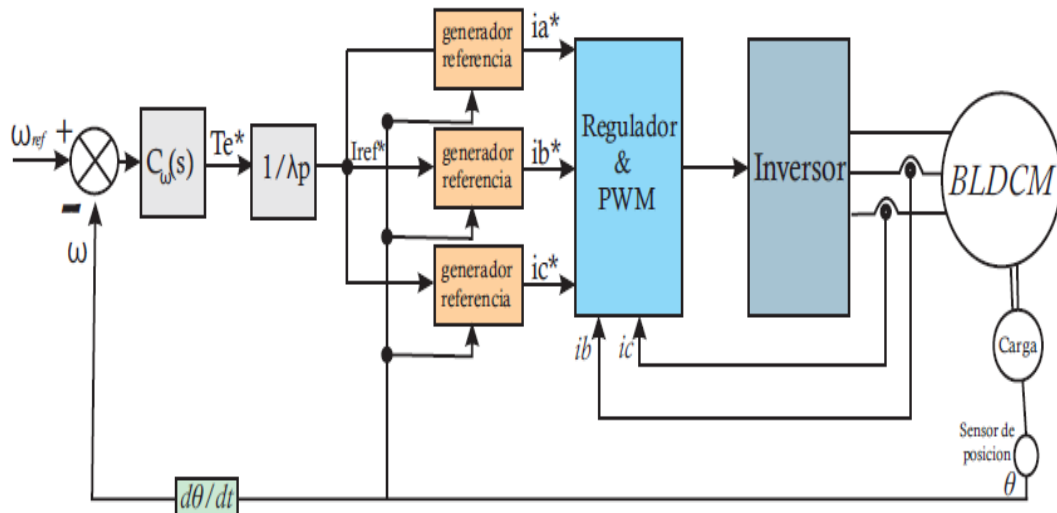 ωref
+
−
ω
Cω(s)
Te*
1/λp
Iref*
generador
referencia
ia*
generador
referencia
ib*
generador
referencia
ic*
Regulador
&
PWM
ib
ic
Inversor
BLDCM
Carga
Sensor de
posicion
θ
dθ/dt